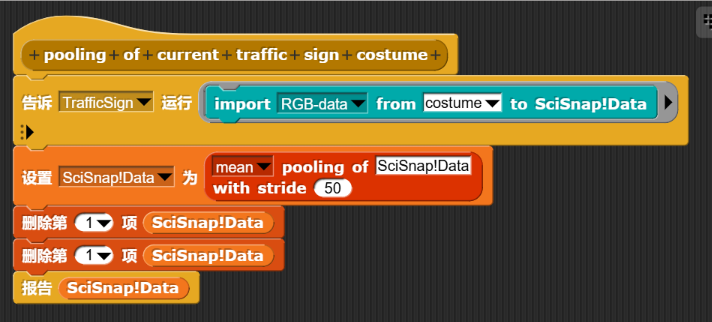 + pooling + of + current + traffic + sign + costume +
告诉 TrafficSign 运行 import RGB-data from costume to SciSnap!Data
设置 SciSnap!Data 为 mean pooling of SciSnap!Data
with stride 50
删除第 1 项 SciSnap!Data
删除第 1 项 SciSnap!Data
报告 SciSnap!Data